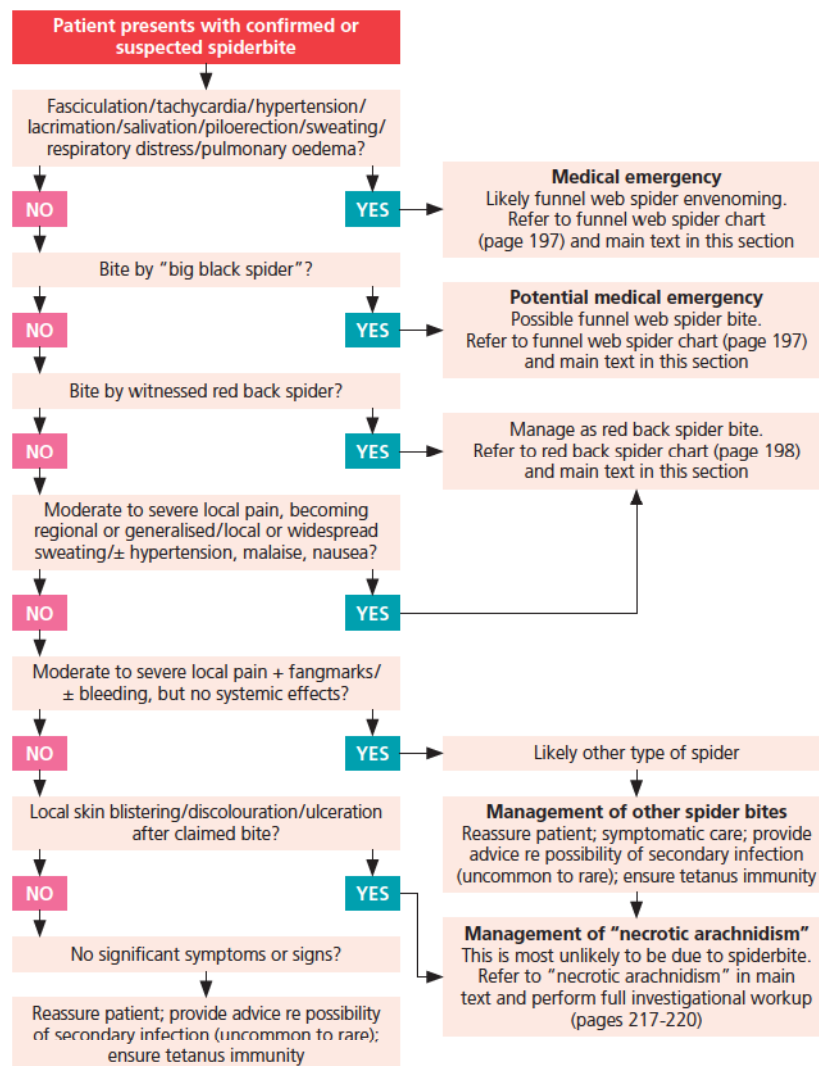 Patient presents with confirmed or
suspected spiderbite
Fasciculation/tachycardia/hypertension/
lacrimation/salivation/piloerection/sweating/
respiratory distress/pulmonary oedema?
NO
YES
Medical emergency
Likely funnel web spider envenoming.
Refer to funnel web spider chart
(page 197) and main text in this section
Bite by “big black spider”?
NO
YES
Potential medical emergency
Possible funnel web spider bite.
Refer to funnel web spider chart (page 197)
and main text in this section
Bite by witnessed red back spider?
NO
YES
Manage as red back spider bite.
Refer to red back spider chart (page 198)
and main text in this section
Moderate to severe local pain, becoming
regional or generalised/local or widespread
sweating/± hypertension, malaise, nausea?
NO
YES
Moderate to severe local pain + fangmarks/
± bleeding, but no systemic effects?
NO
YES
Likely other type of spider
Local skin blistering/discolouration/ulceration
after claimed bite?
NO
YES
Management of other spider bites
Reassure patient; symptomatic care; provide
advice re possibility of secondary infection
(uncommon to rare); ensure tetanus immunity
Management of “necrotic arachnidism”
This is most unlikely to be due to spiderbite.
Refer to “necrotic arachnidism” in main
text and perform full investigational workup
(pages 217-220)
No significant symptoms or signs?
Reassure patient; provide advice re possibility
of secondary infection (uncommon to rare);
ensure tetanus immunity